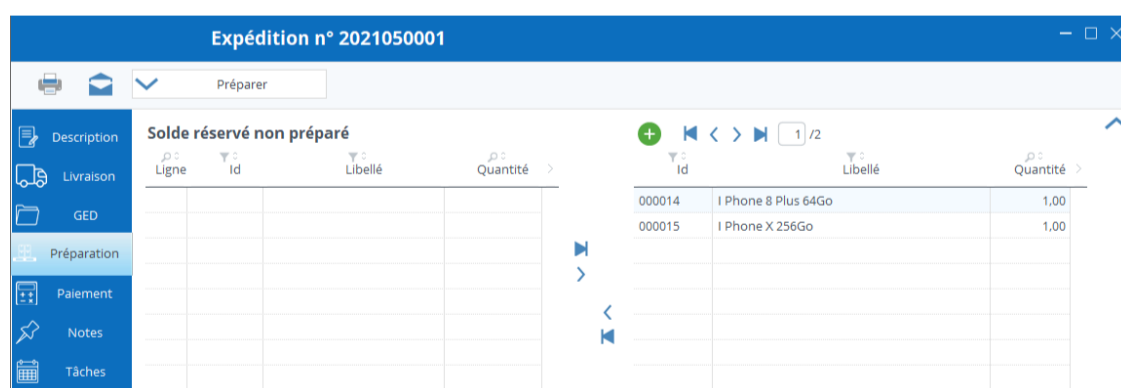 Expédition n° 2021050001
Préparer
Description
Livraison
GED
Préparation
Paiement
Notes
Tâches
Solde réservé non préparé
Ligne Id Libellé Quantité
1 /2
Id Libellé Quantité
000014 I Phone 8 Plus 64Go 1,00
000015 I Phone X 256Go 1,00